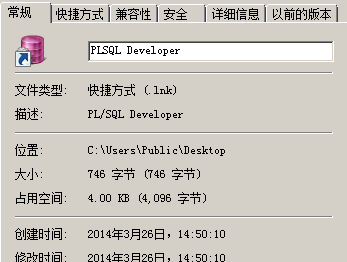 常规 快捷方式 兼容性 安全 详细信息 以前的版本
PLSQL Developer
文件类型: 快捷方式 (.lnk)
描述: PL/SQL Developer
位置: C:\Users\Public\Desktop
大小: 746 字节 (746 字节)
占用空间: 4.00 KB (4,096 字节)
创建时间: 2014年3月26日，14:50:10
修改时间: 2014年3月26日，14:50:10